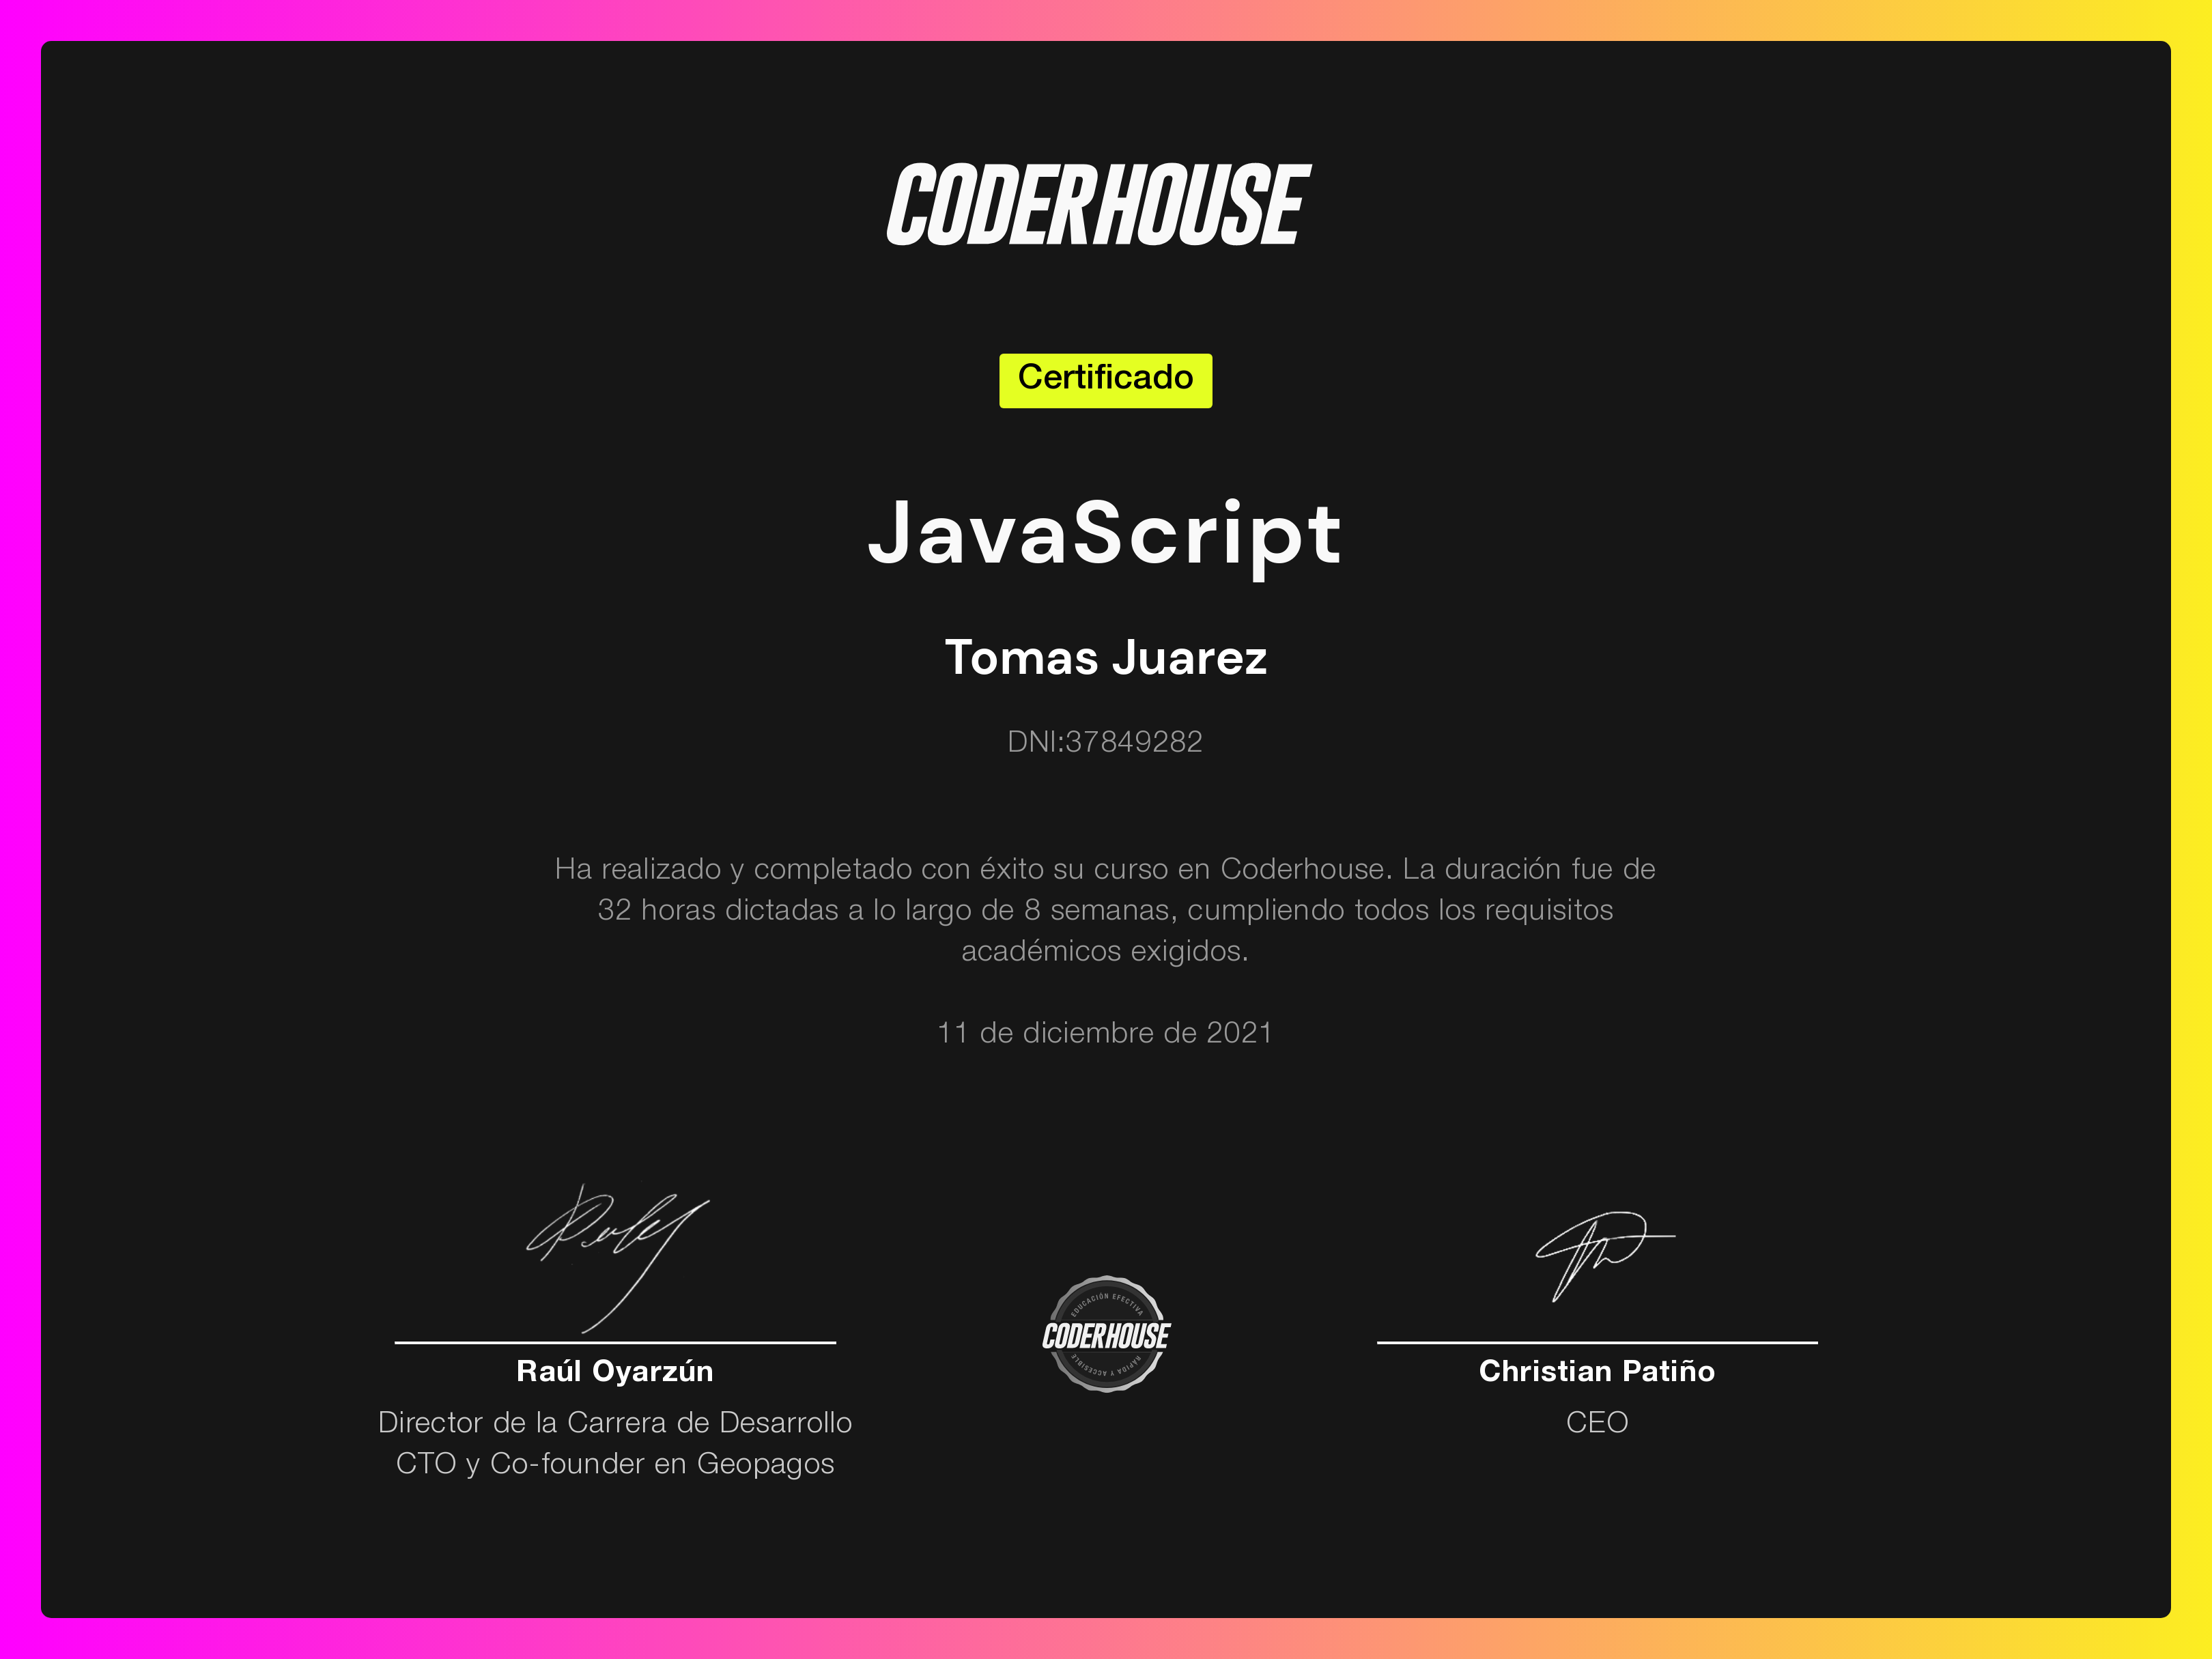 CODERHOUSE
Certificado
JavaScript
Tomas Juarez
DNI:37849282
Ha realizado y completado con éxito su curso en Coderhouse. La duración fue de
32 horas dictadas a lo largo de 8 semanas, cumpliendo todos los requisitos
académicos exigidos.
11 de diciembre de 2021
Raúl Oyarzún
Director de la Carrera de Desarrollo
CTO y Co-founder en Geopagos
EDUCACIÓN EFECTIVA
CODERHOUSE
RÁPIDA Y ACCESIBLE
Christian Patiño
CEO